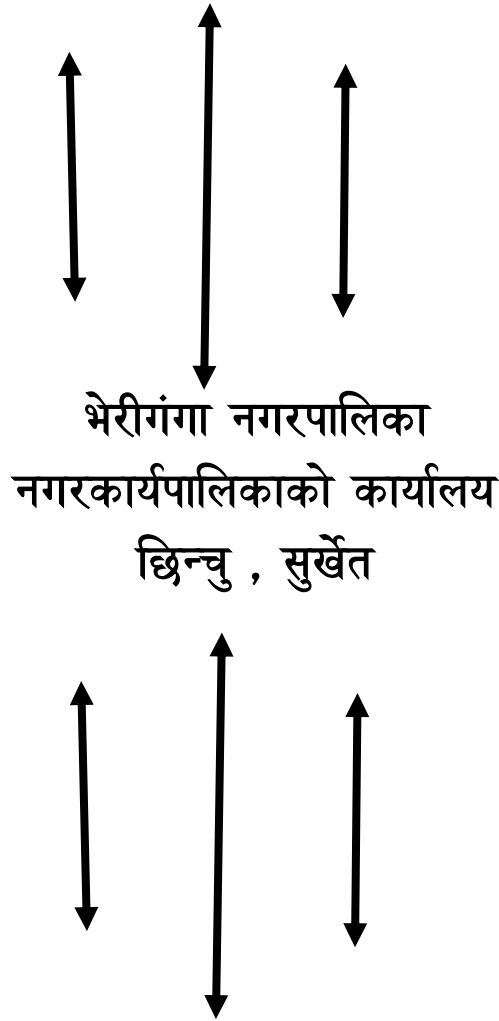 भेरीगंगा नगरपालिका
नगरकार्यपालिकाको कार्यालय
छिन्चु , सुर्खेत